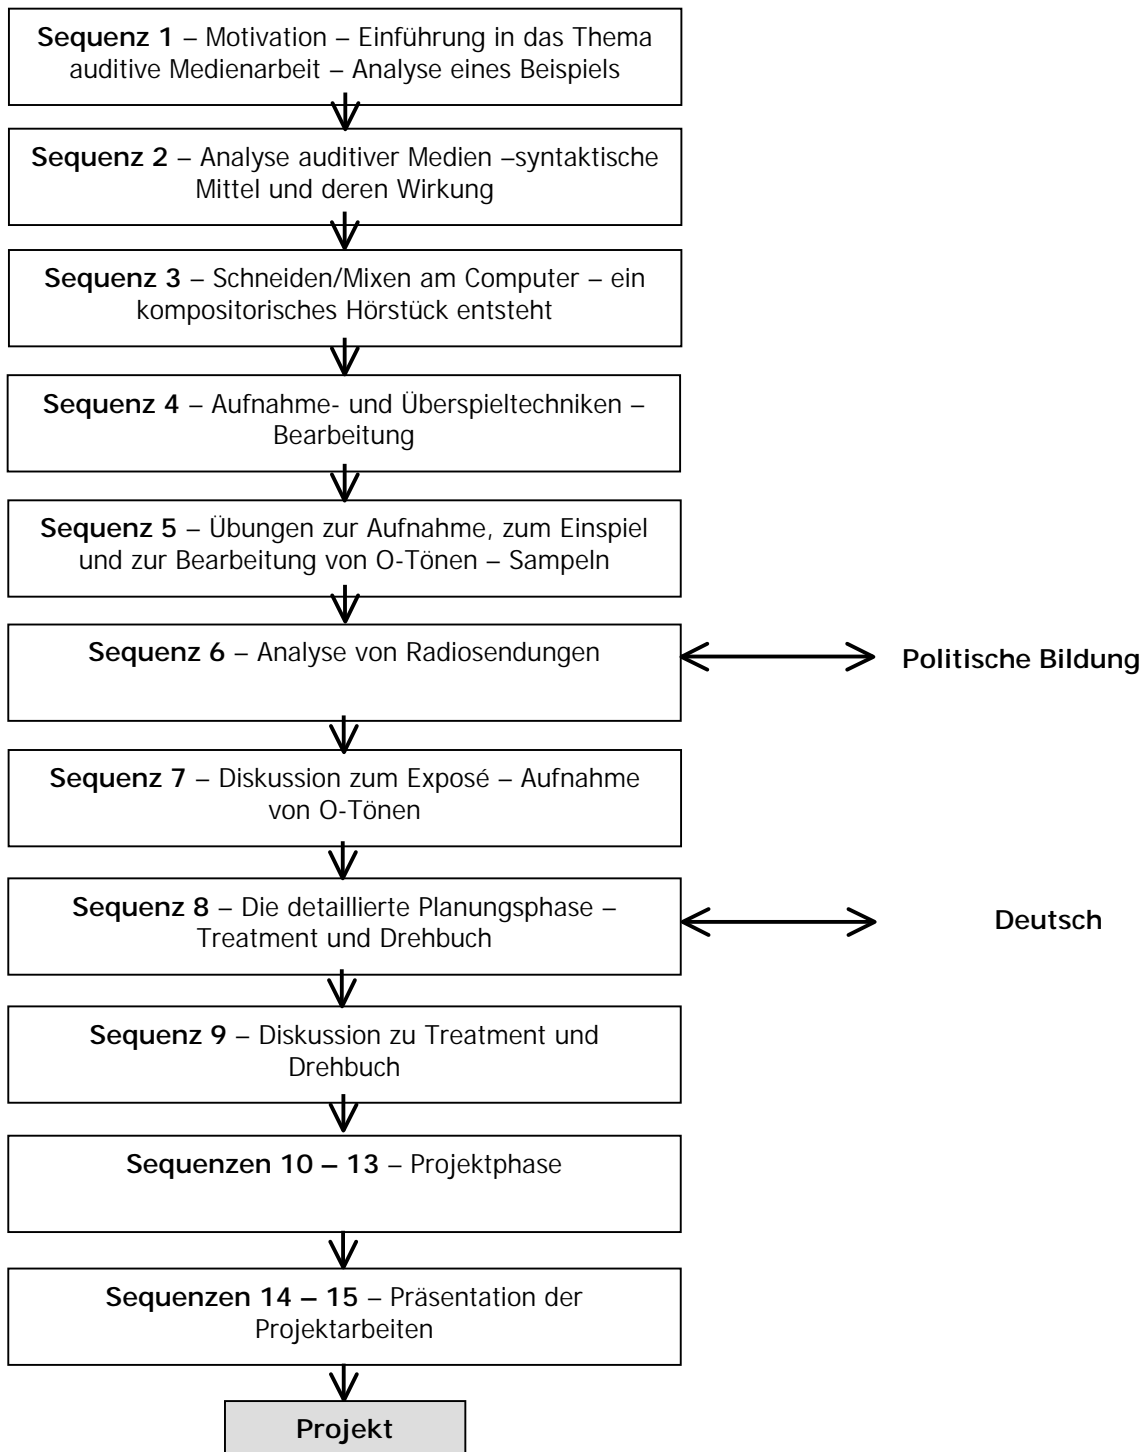 Sequenz 1 – Motivation – Einführung in das Thema
auditive Medienarbeit – Analyse eines Beispiels
Sequenz 2 – Analyse auditiver Medien –syntaktische
Mittel und deren Wirkung
Sequenz 3 – Schneiden/Mixen am Computer – ein
kompositorisches Hörstück entsteht
Sequenz 4 – Aufnahme- und Überspieltechniken –
Bearbeitung
Sequenz 5 – Übungen zur Aufnahme, zum Einspiel
und zur Bearbeitung von O-Tönen – Sampeln
Sequenz 6 – Analyse von Radiosendungen
Politische Bildung
Sequenz 7 – Diskussion zum Exposé – Aufnahme
von O-Tönen
Sequenz 8 – Die detaillierte Planungsphase –
Treatment und Drehbuch
Deutsch
Sequenz 9 – Diskussion zu Treatment und
Drehbuch
Sequenzen 10 – 13 – Projektphase
Sequenzen 14 – 15 – Präsentation der
Projektarbeiten
Projekt